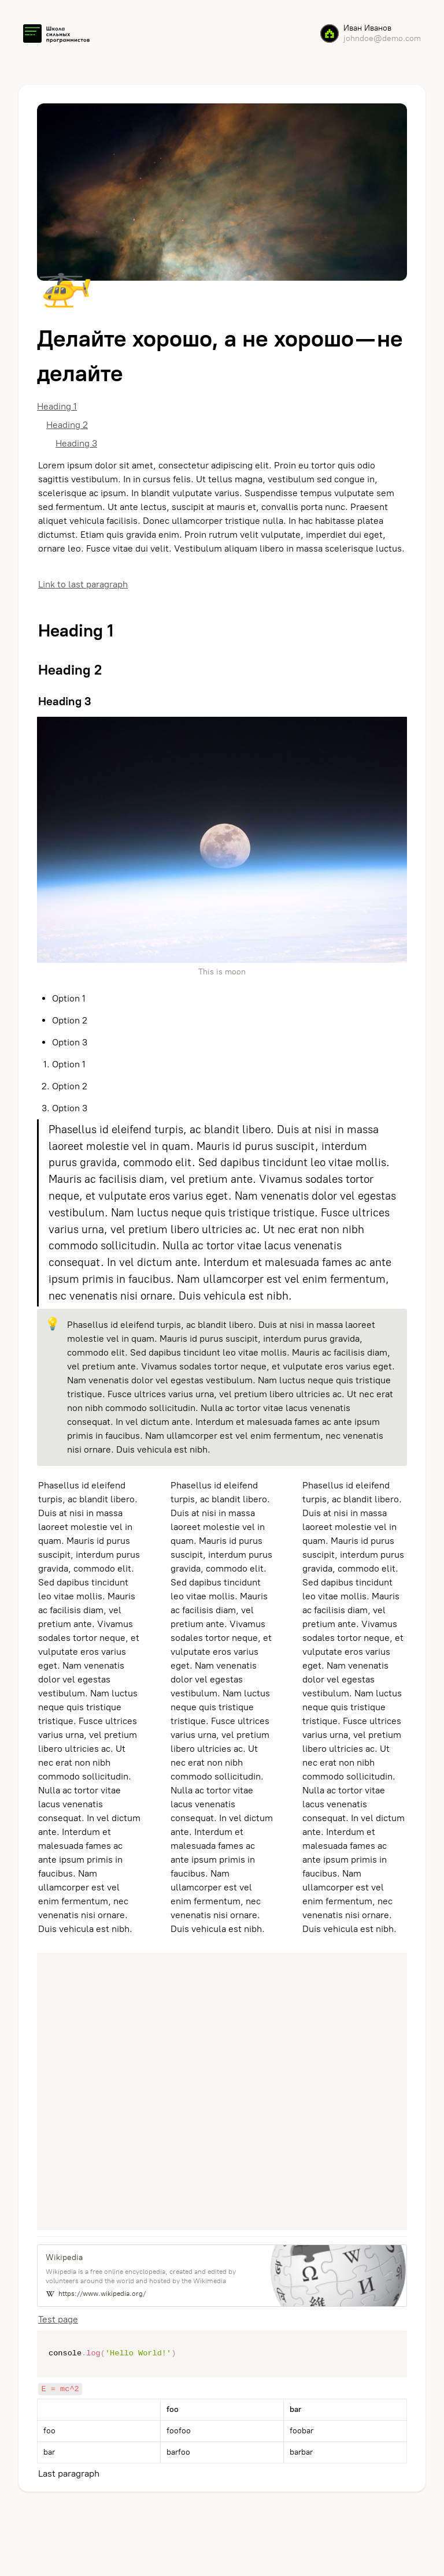 Школа
сильных
программистов
Иван Иванов
johndoe@demo.com
Делайте хорошо, а не хорошо — не
делайте
Heading 1
Heading 2
Heading 3
Lorem ipsum dolor sit amet, consectetur adipiscing elit. Proin eu tortor quis odio
sagittis vestibulum. In in cursus felis. Ut tellus magna, vestibulum sed congue in,
scelerisque ac ipsum. In blandit vulputate varius. Suspendisse tempus vulputate sem
sed fermentum. Ut ante lectus, suscipit at mauris et, convallis porta nunc. Praesent
aliquet vehicula facilisis. Donec ullamcorper tristique nulla. In hac habitasse platea
dictumst. Etiam quis gravida enim. Proin rutrum velit vulputate, imperdiet dui eget,
ornare leo. Fusce vitae dui velit. Vestibulum aliquam libero in massa scelerisque luctus.
Link to last paragraph
Heading 1
Heading 2
Heading 3
This is moon
• Option 1
• Option 2
• Option 3
1. Option 1
2. Option 2
3. Option 3
Phasellus id eleifend turpis, ac blandit libero. Duis at nisi in massa
laoreet molestie vel in quam. Mauris id purus suscipit, interdum
purus gravida, commodo elit. Sed dapibus tincidunt leo vitae mollis.
Mauris ac facilisis diam, vel pretium ante. Vivamus sodales tortor
neque, et vulputate eros varius eget. Nam venenatis dolor vel egestas
vestibulum. Nam luctus neque quis tristique tristique. Fusce ultrices
varius urna, vel pretium libero ultricies ac. Ut nec erat non nibh
commodo sollicitudin. Nulla ac tortor vitae lacus venenatis
consequat. In vel dictum ante. Interdum et malesuada fames ac ante
ipsum primis in faucibus. Nam ullamcorper est vel enim fermentum,
nec venenatis nisi ornare. Duis vehicula est nibh.
Phasellus id eleifend turpis, ac blandit libero. Duis at nisi in massa laoreet
molestie vel in quam. Mauris id purus suscipit, interdum purus gravida,
commodo elit. Sed dapibus tincidunt leo vitae mollis. Mauris ac facilisis diam,
vel pretium ante. Vivamus sodales tortor neque, et vulputate eros varius eget.
Nam venenatis dolor vel egestas vestibulum. Nam luctus neque quis tristique
tristique. Fusce ultrices varius urna, vel pretium libero ultricies ac. Ut nec erat
non nibh commodo sollicitudin. Nulla ac tortor vitae lacus venenatis
consequat. In vel dictum ante. Interdum et malesuada fames ac ante ipsum
primis in faucibus. Nam ullamcorper est vel enim fermentum, nec venenatis
nisi ornare. Duis vehicula est nibh.
Phasellus id eleifend
turpis, ac blandit libero.
Duis at nisi in massa
laoreet molestie vel in
quam. Mauris id purus
suscipit, interdum purus
gravida, commodo elit.
Sed dapibus tincidunt
leo vitae mollis. Mauris
ac facilisis diam, vel
pretium ante. Vivamus
sodales tortor neque, et
vulputate eros varius
eget. Nam venenatis
dolor vel egestas
vestibulum. Nam luctus
neque quis tristique
tristique. Fusce ultrices
varius urna, vel pretium
libero ultricies ac. Ut
nec erat non nibh
commodo sollicitudin.
Nulla ac tortor vitae
lacus venenatis
consequat. In vel dictum
ante. Interdum et
malesuada fames ac
ante ipsum primis in
faucibus. Nam
ullamcorper est vel
enim fermentum, nec
venenatis nisi ornare.
Duis vehicula est nibh.
Phasellus id eleifend
turpis, ac blandit libero.
Duis at nisi in massa
laoreet molestie vel in
quam. Mauris id purus
suscipit, interdum purus
gravida, commodo elit.
Sed dapibus tincidunt
leo vitae mollis. Mauris
ac facilisis diam, vel
pretium ante. Vivamus
sodales tortor neque, et
vulputate eros varius
eget. Nam venenatis
dolor vel egestas
vestibulum. Nam luctus
neque quis tristique
tristique. Fusce ultrices
varius urna, vel pretium
libero ultricies ac. Ut
nec erat non nibh
commodo sollicitudin.
Nulla ac tortor vitae
lacus venenatis
consequat. In vel dictum
ante. Interdum et
malesuada fames ac
ante ipsum primis in
faucibus. Nam
ullamcorper est vel
enim fermentum, nec
venenatis nisi ornare.
Duis vehicula est nibh.
Phasellus id eleifend
turpis, ac blandit libero.
Duis at nisi in massa
laoreet molestie vel in
quam. Mauris id purus
suscipit, interdum purus
gravida, commodo elit.
Sed dapibus tincidunt
leo vitae mollis. Mauris
ac facilisis diam, vel
pretium ante. Vivamus
sodales tortor neque, et
vulputate eros varius
eget. Nam venenatis
dolor vel egestas
vestibulum. Nam luctus
neque quis tristique
tristique. Fusce ultrices
varius urna, vel pretium
libero ultricies ac. Ut
nec erat non nibh
commodo sollicitudin.
Nulla ac tortor vitae
lacus venenatis
consequat. In vel dictum
ante. Interdum et
malesuada fames ac
ante ipsum primis in
faucibus. Nam
ullamcorper est vel
enim fermentum, nec
venenatis nisi ornare.
Duis vehicula est nibh.
Wikipedia
Wikipedia is a free online encyclopedia, created and edited by
volunteers around the world and hosted by the Wikimedia
W https://www.wikipedia.org/
W
Ω
И
維
Test page
console.log('Hello World!')
E = mc^2
foo bar
foo foofoo foobar
bar barfoo barbar
Last paragraph